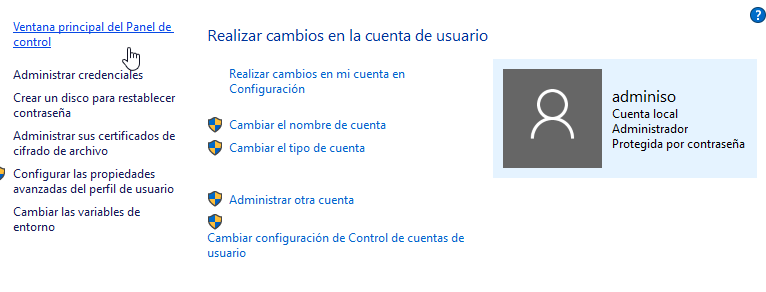 Ventana principal del Panel de
control
Administrar credenciales
Crear un disco para restablecer
contraseña
Administrar sus certificados de
cifrado de archivo
Configurar las propiedades
avanzadas del perfil de usuario
Cambiar las variables de
entorno
Realizar cambios en la cuenta de usuario
Realizar cambios en mi cuenta en
Configuración
Cambiar el nombre de cuenta
Cambiar el tipo de cuenta
Administrar otra cuenta
Cambiar configuración de Control de cuentas de
usuario
adminiso
Cuenta local
Administrador
Protegida por contraseña
?